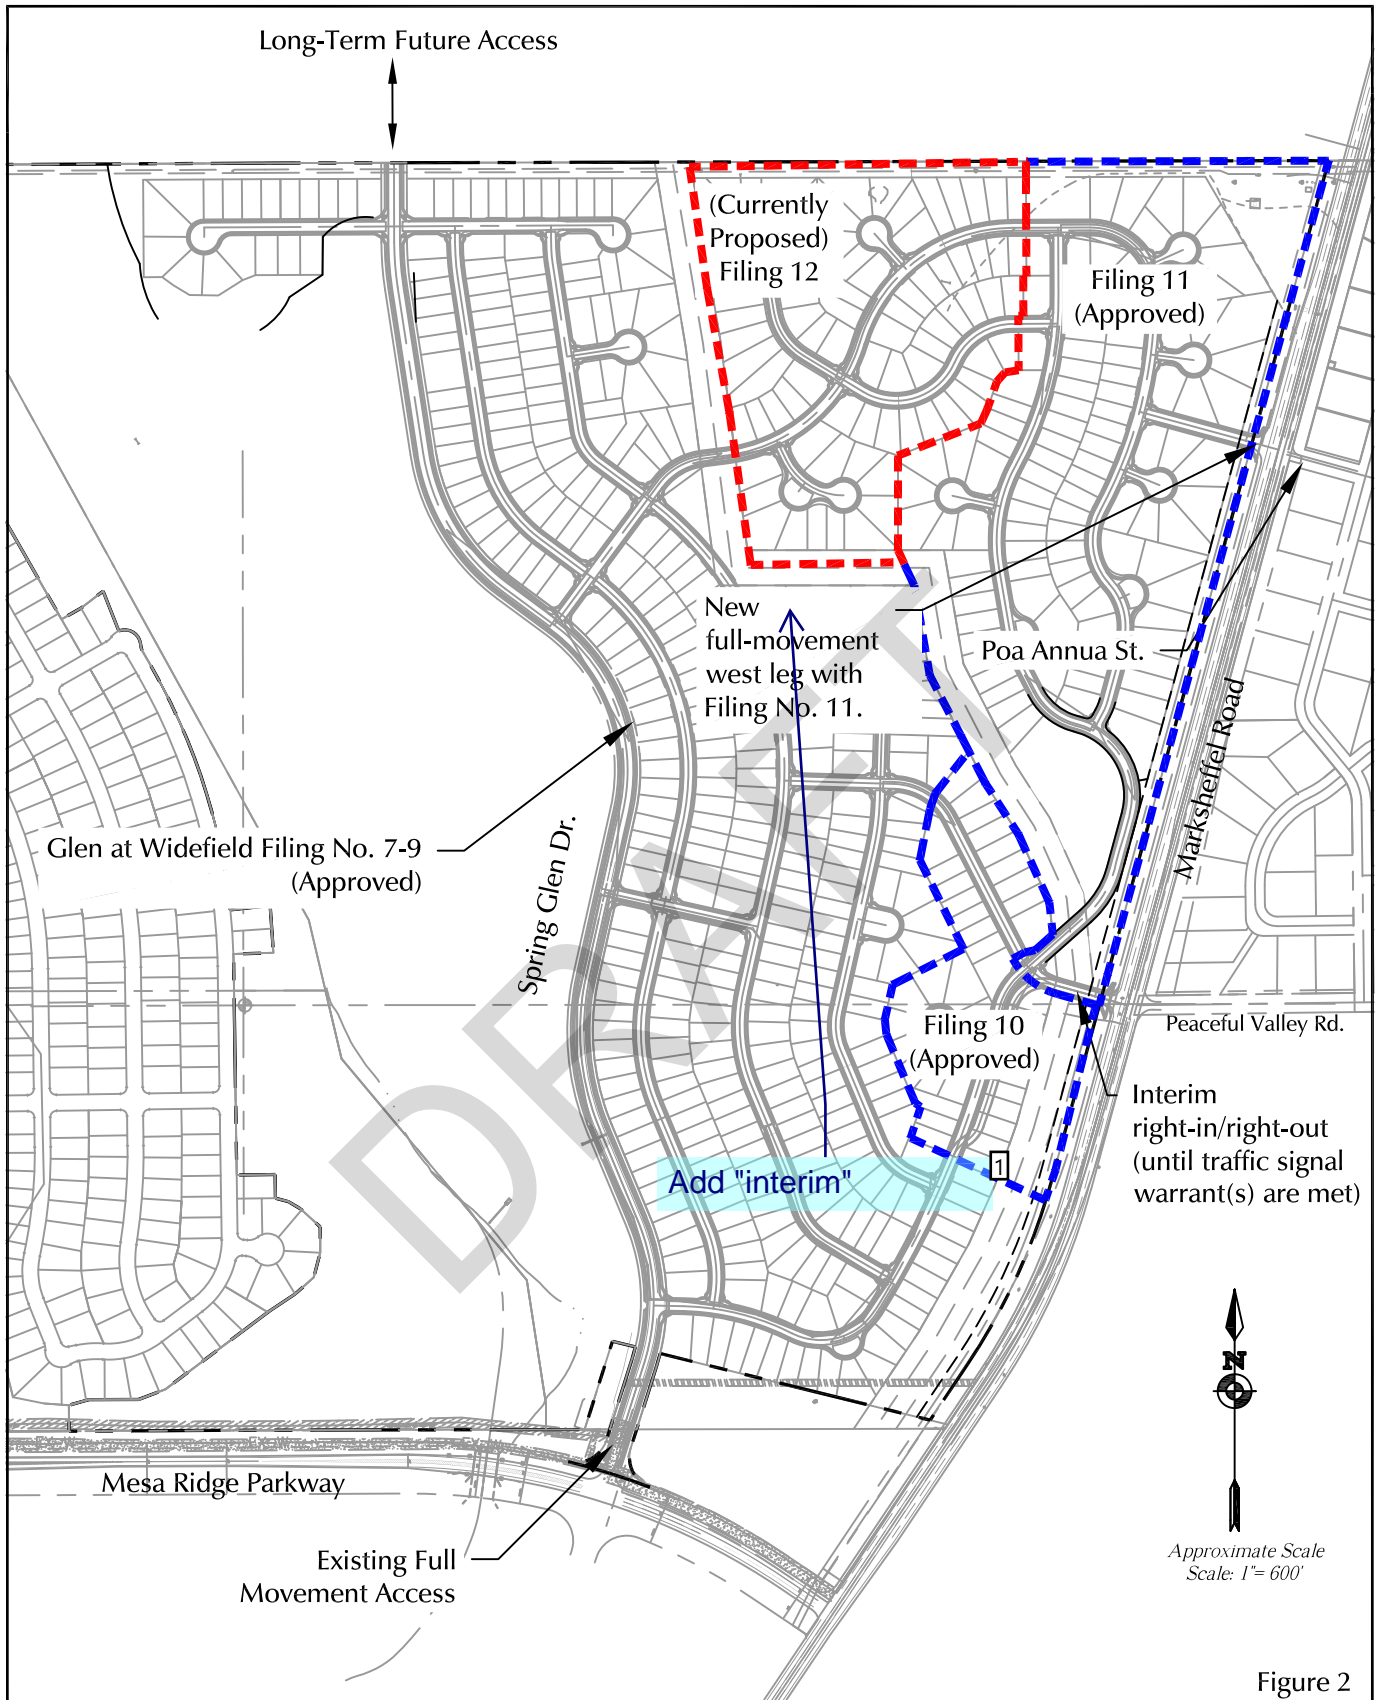 Long-Term Future Access
(Currently
Proposed)
Filing 12
Filing 11
(Approved)
New
full-movement
west leg with
Filing No. 11.
Poa Annua St.
Marksheffel Road
Glen at Widefield Filing No. 7-9
(Approved)
Spring Glen Dr.
Filing 10
(Approved)
Peaceful Valley Rd.
Interim
right-in/right-out
(until traffic signal
warrant(s) are met)
Add "interim"
1
DRAFT
N
Mesa Ridge Parkway
Existing Full
Movement Access
Approximate Scale
Scale: 1"= 600'
Figure 2